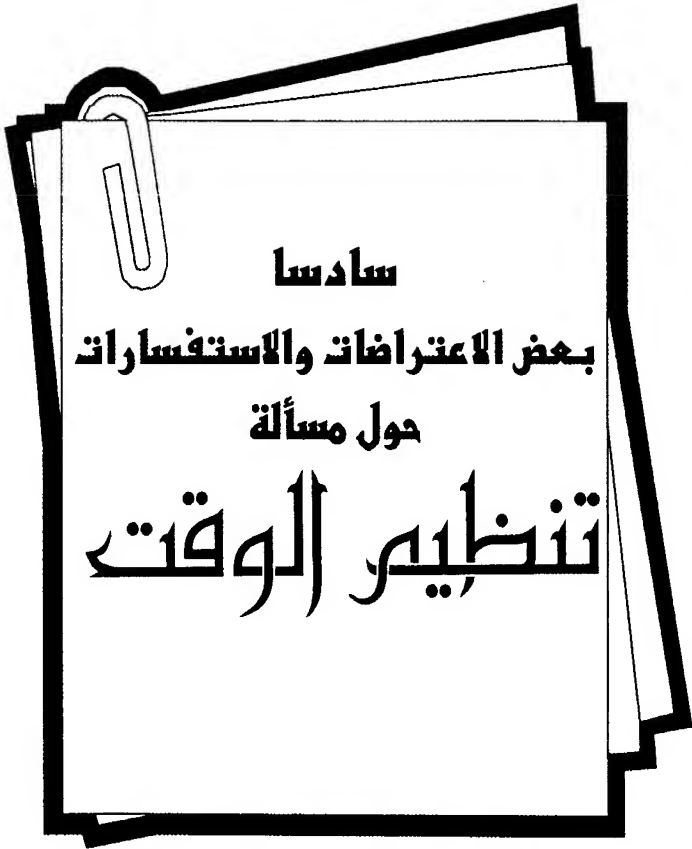 سادسا
بعض الاعتراضات والاستفسارات
حول مسألة
تنظيم الوقت